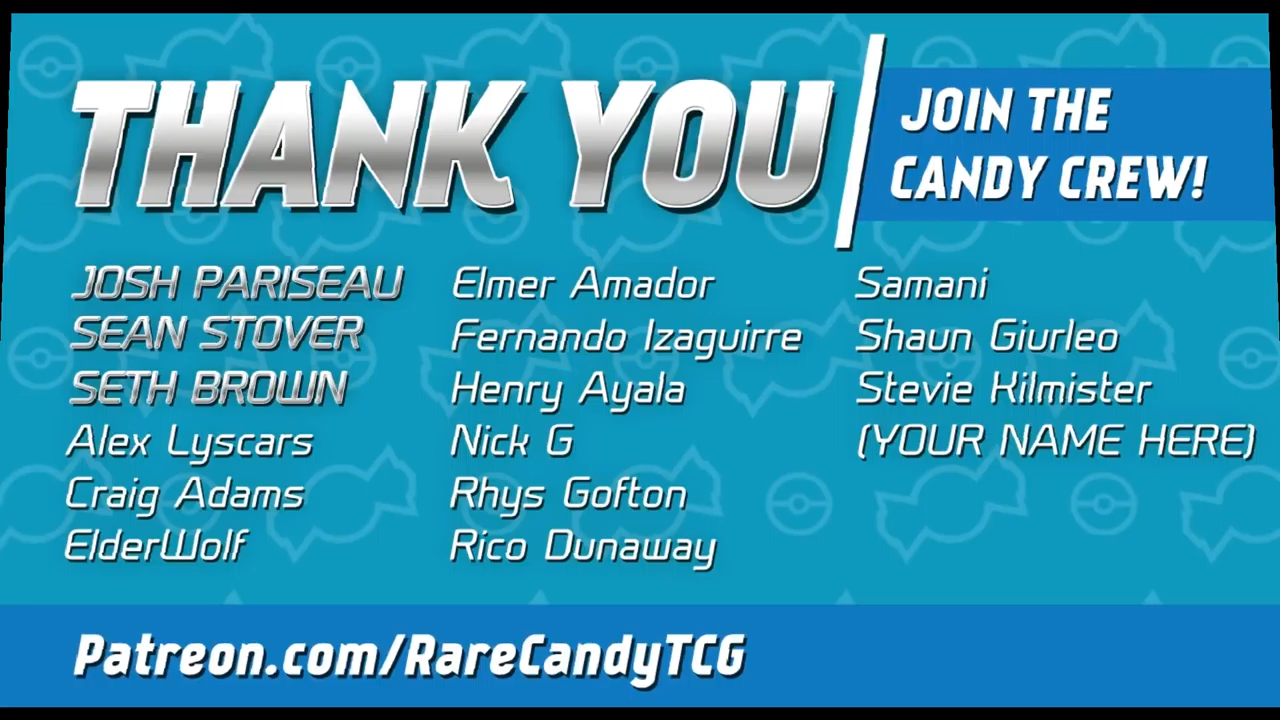 THANK YOU
JOIN THE
CANDY CREW!
JOSH PARISEAU
SEAN STOVER
SETH BROWN
Alex Lyscars
Craig Adams
ElderWolf
Elmer Amador
Fernando Izaguirre
Henry Ayala
Nick G
Rhys Gofton
Rico Dunaway
Samani
Shaun Giurleo
Stevie Kilmister
(YOUR NAME HERE)
Patreon.com/RareCandyTCG